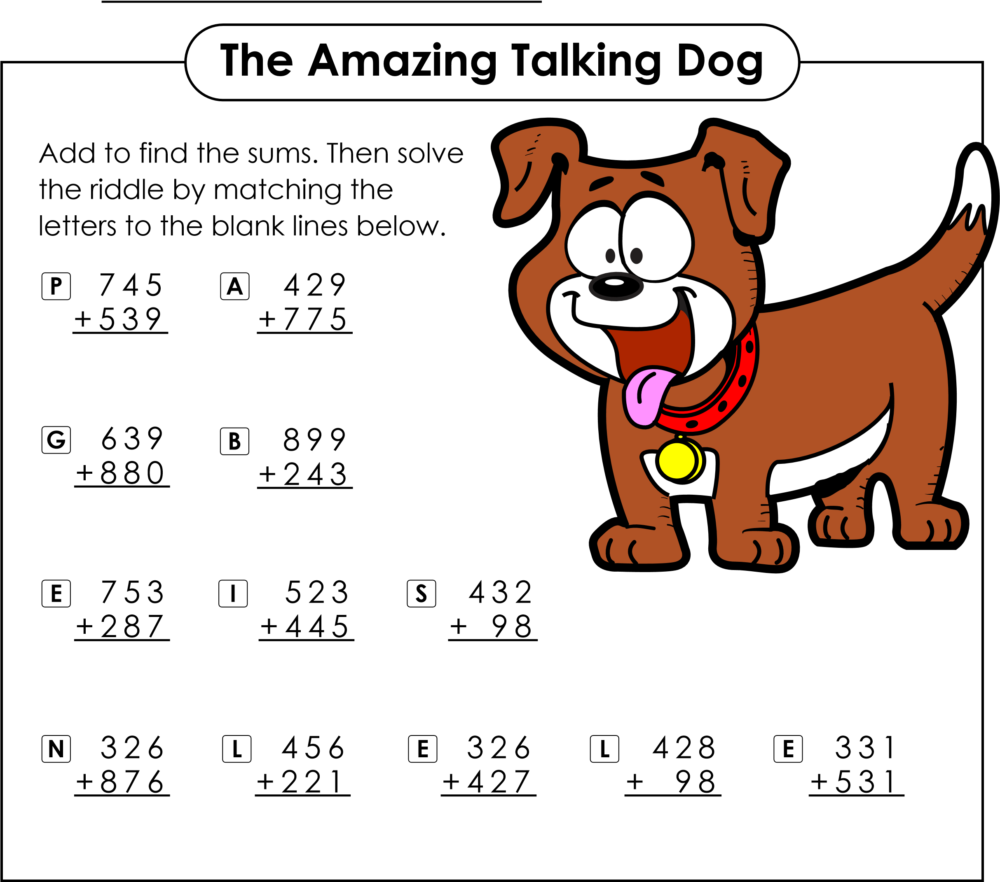 The Amazing Talking Dog
Add to find the sums. Then solve
the riddle by matching the
letters to the blank lines below.
P 745 A 429
+539 +775
G 639 B 899
+880 +243
E 753 I 523 S 432
+287 +445 + 98
N 326 L 456 E 326 L 428 E 331
+876 +221 +427 + 98 +531